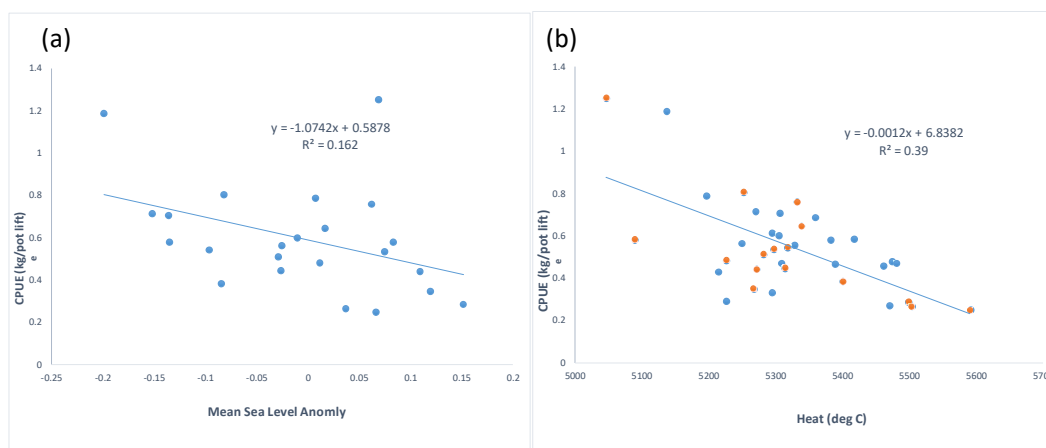 (a)
1.4
1.2
y = -1.0742x + 0.5878
R² = 0.162
1
0.8
0.6
0.4
0.2
0
-0.25
-0.2
-0.15
-0.1
-0.05
0
0.05
0.1
0.15
0.2
CPUE (kg/pot lift)
e
Mean Sea Level Anomly
(b)
1.4
1.2
y = -0.0012x + 6.8382
R² = 0.39
1
0.8
0.6
0.4
0.2
0
5000
5100
5200
5300
5400
5500
5600
570
CPUE (kg/pot lift)
e
Heat (deg C)